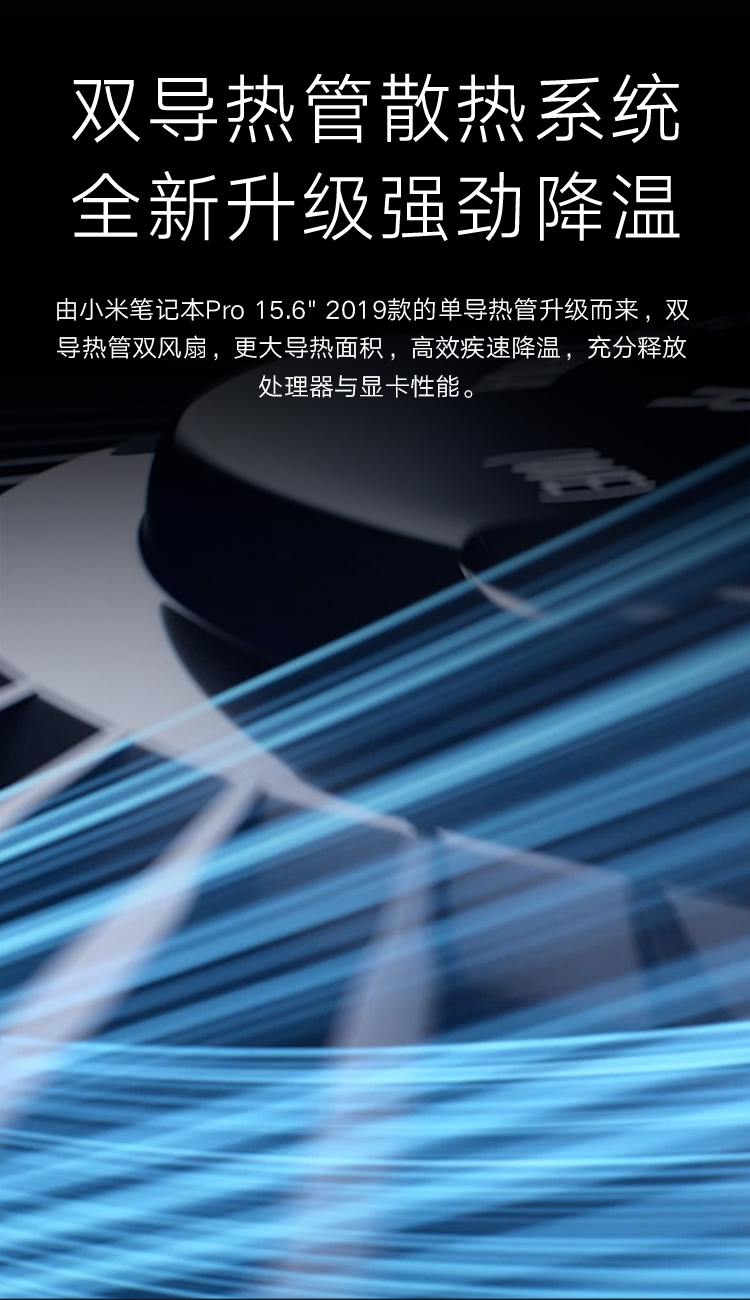 双导热管散热系统
全新升级强劲降温
由小米笔记本Pro 15.6" 2019款的单导热管升级而来，双
导热管双风扇，更大导热面积，高效疾速降温，充分释放
处理器与显卡性能。